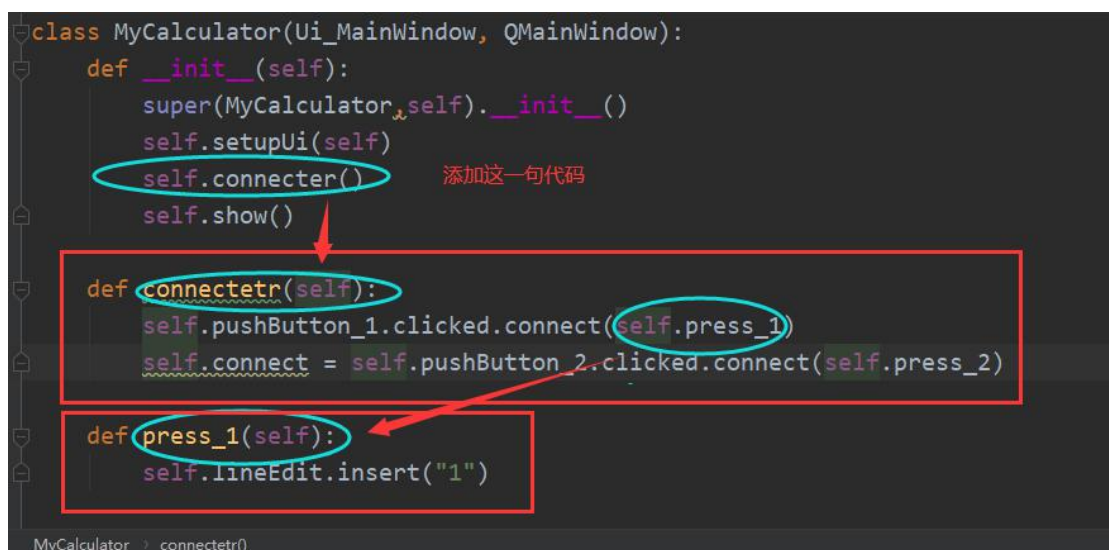 class MyCalculator(Ui_MainWindow, QMainWindow):
def __init__(self):
super(MyCalculator,self).__init__()
self.setupUi(self)
self.connecter() 添加这一句代码
self.show()
def connectetr(self):
self.pushButton_1.clicked.connect(self.press_1)
self.connect = self.pushButton_2.clicked.connect(self.press_2)
def press_1(self):
self.lineEdit.insert("1")
MyCalculator > connectetr()